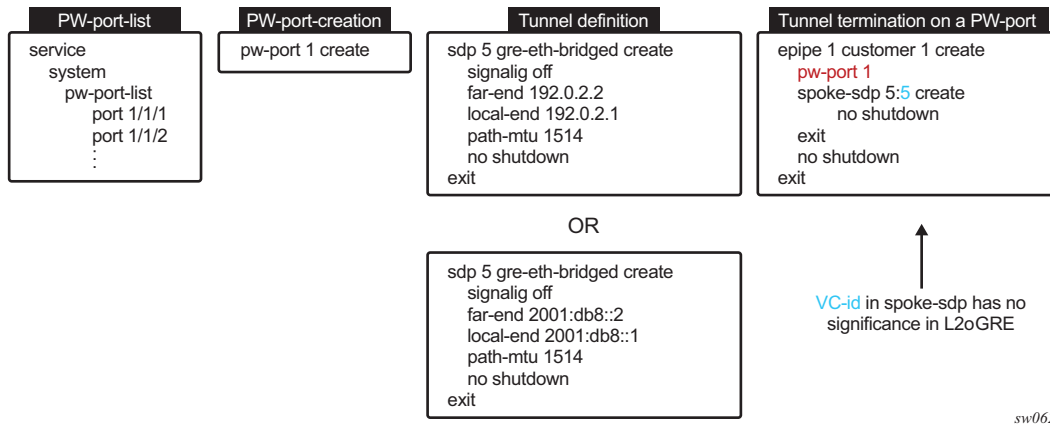 PW-port-list
service
system
pw-port-list
port 1/1/1
port 1/1/2
⋮
PW-port-creation
pw-port 1 create
Tunnel definition
sdp 5 gre-eth-bridged create
signalig off
far-end 192.0.2.2
local-end 192.0.2.1
path-mtu 1514
no shutdown
exit
OR
sdp 5 gre-eth-bridged create
signalig off
far-end 2001:db8::2
local-end 2001:db8::1
path-mtu 1514
no shutdown
exit
Tunnel termination on a PW-port
epipe 1 customer 1 create
pw-port 1
spoke-sdp 5:5 create
no shutdown
exit
no shutdown
exit
VC-id in spoke-sdp has no
significance in L2oGRE